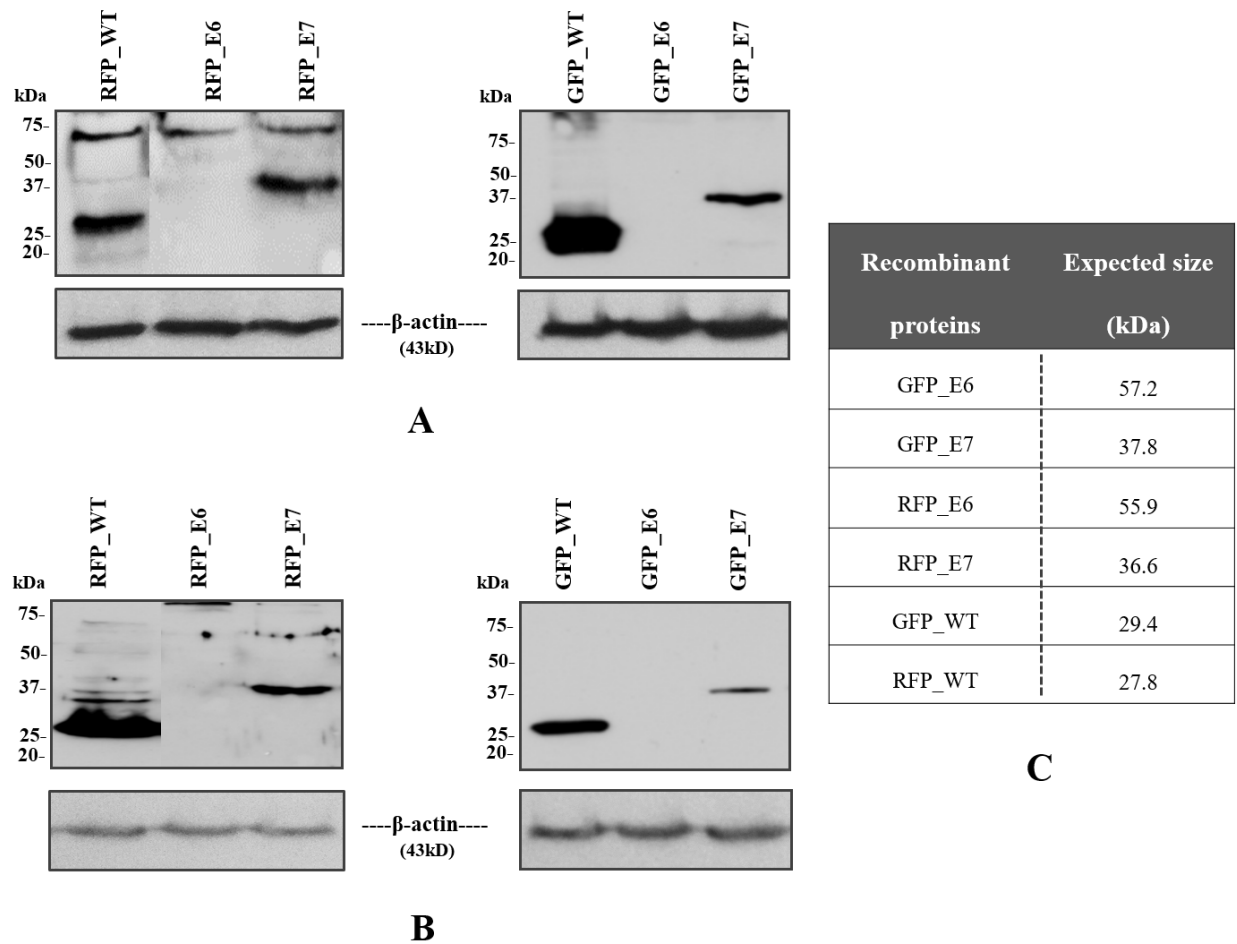 RFP_WT
RFP_E6
RFP_E7
kDa
75-
50-
37-
25-
20-
GFP_WT
GFP_E6
GFP_E7
kDa
75-
50-
37-
25-
20-
----β-actin----
(43kD)
A
RFP_WT
RFP_E6
RFP_E7
kDa
75-
50-
37-
25-
20-
GFP_WT
GFP_E6
GFP_E7
kDa
75-
50-
37-
25-
20-
----β-actin----
(43kD)
B
Recombinant Expected size
proteins (kDa)
GFP_E6 57.2
GFP_E7 37.8
RFP_E6 55.9
RFP_E7 36.6
GFP_WT 29.4
RFP_WT 27.8
C